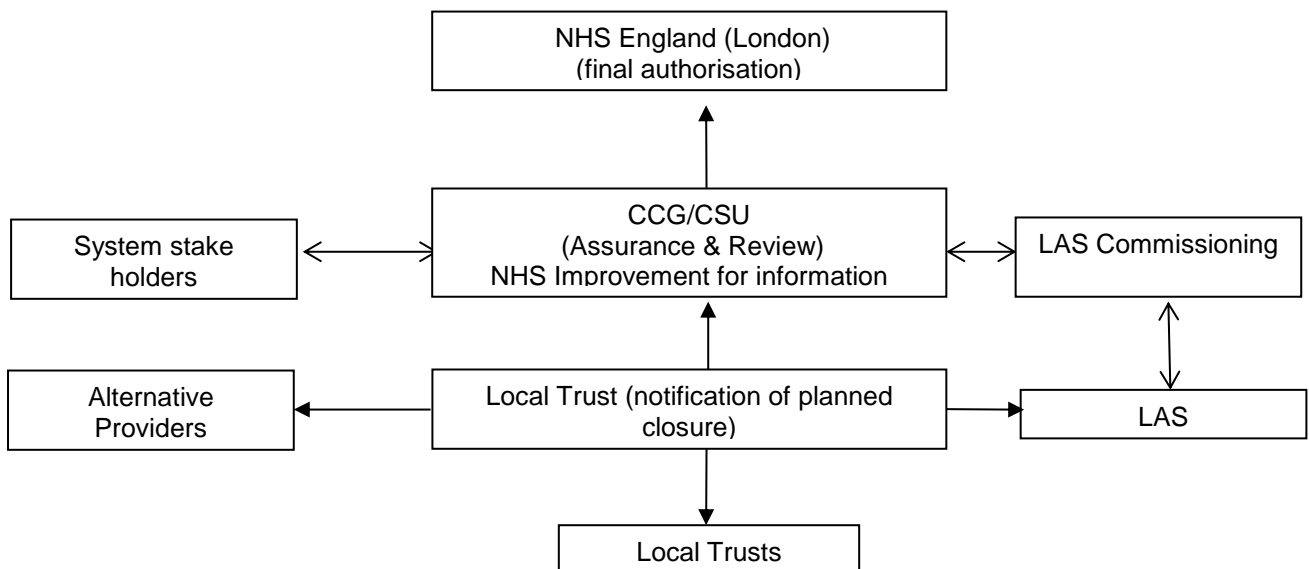 NHS England (London)
(final authorisation)
System stake
holders
CCG/CSU
(Assurance & Review)
NHS Improvement for information
LAS Commissioning
Alternative
Providers
Local Trust (notification of planned
closure)
LAS
Local Trusts